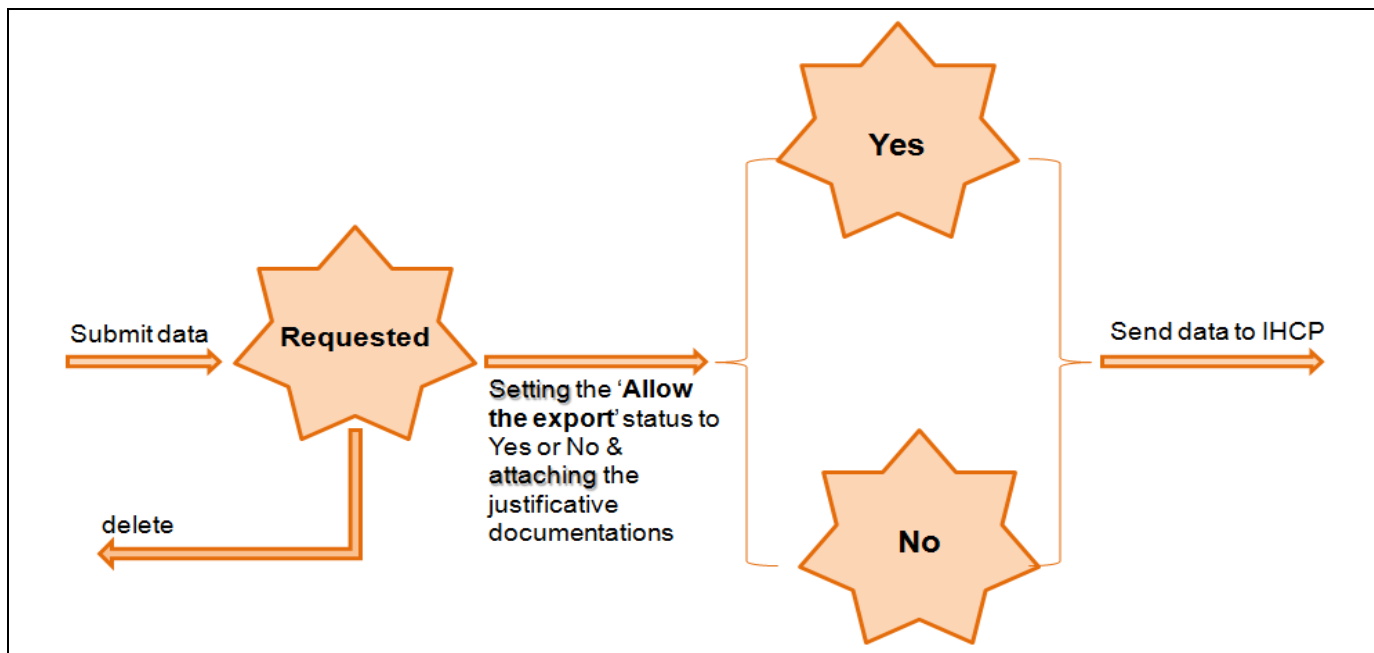 Submit data
Requested
delete
Setting the ‘Allow
the export’ status to
Yes or No &
attaching the
justificative
documentations
Yes
No
Send data to IHCP